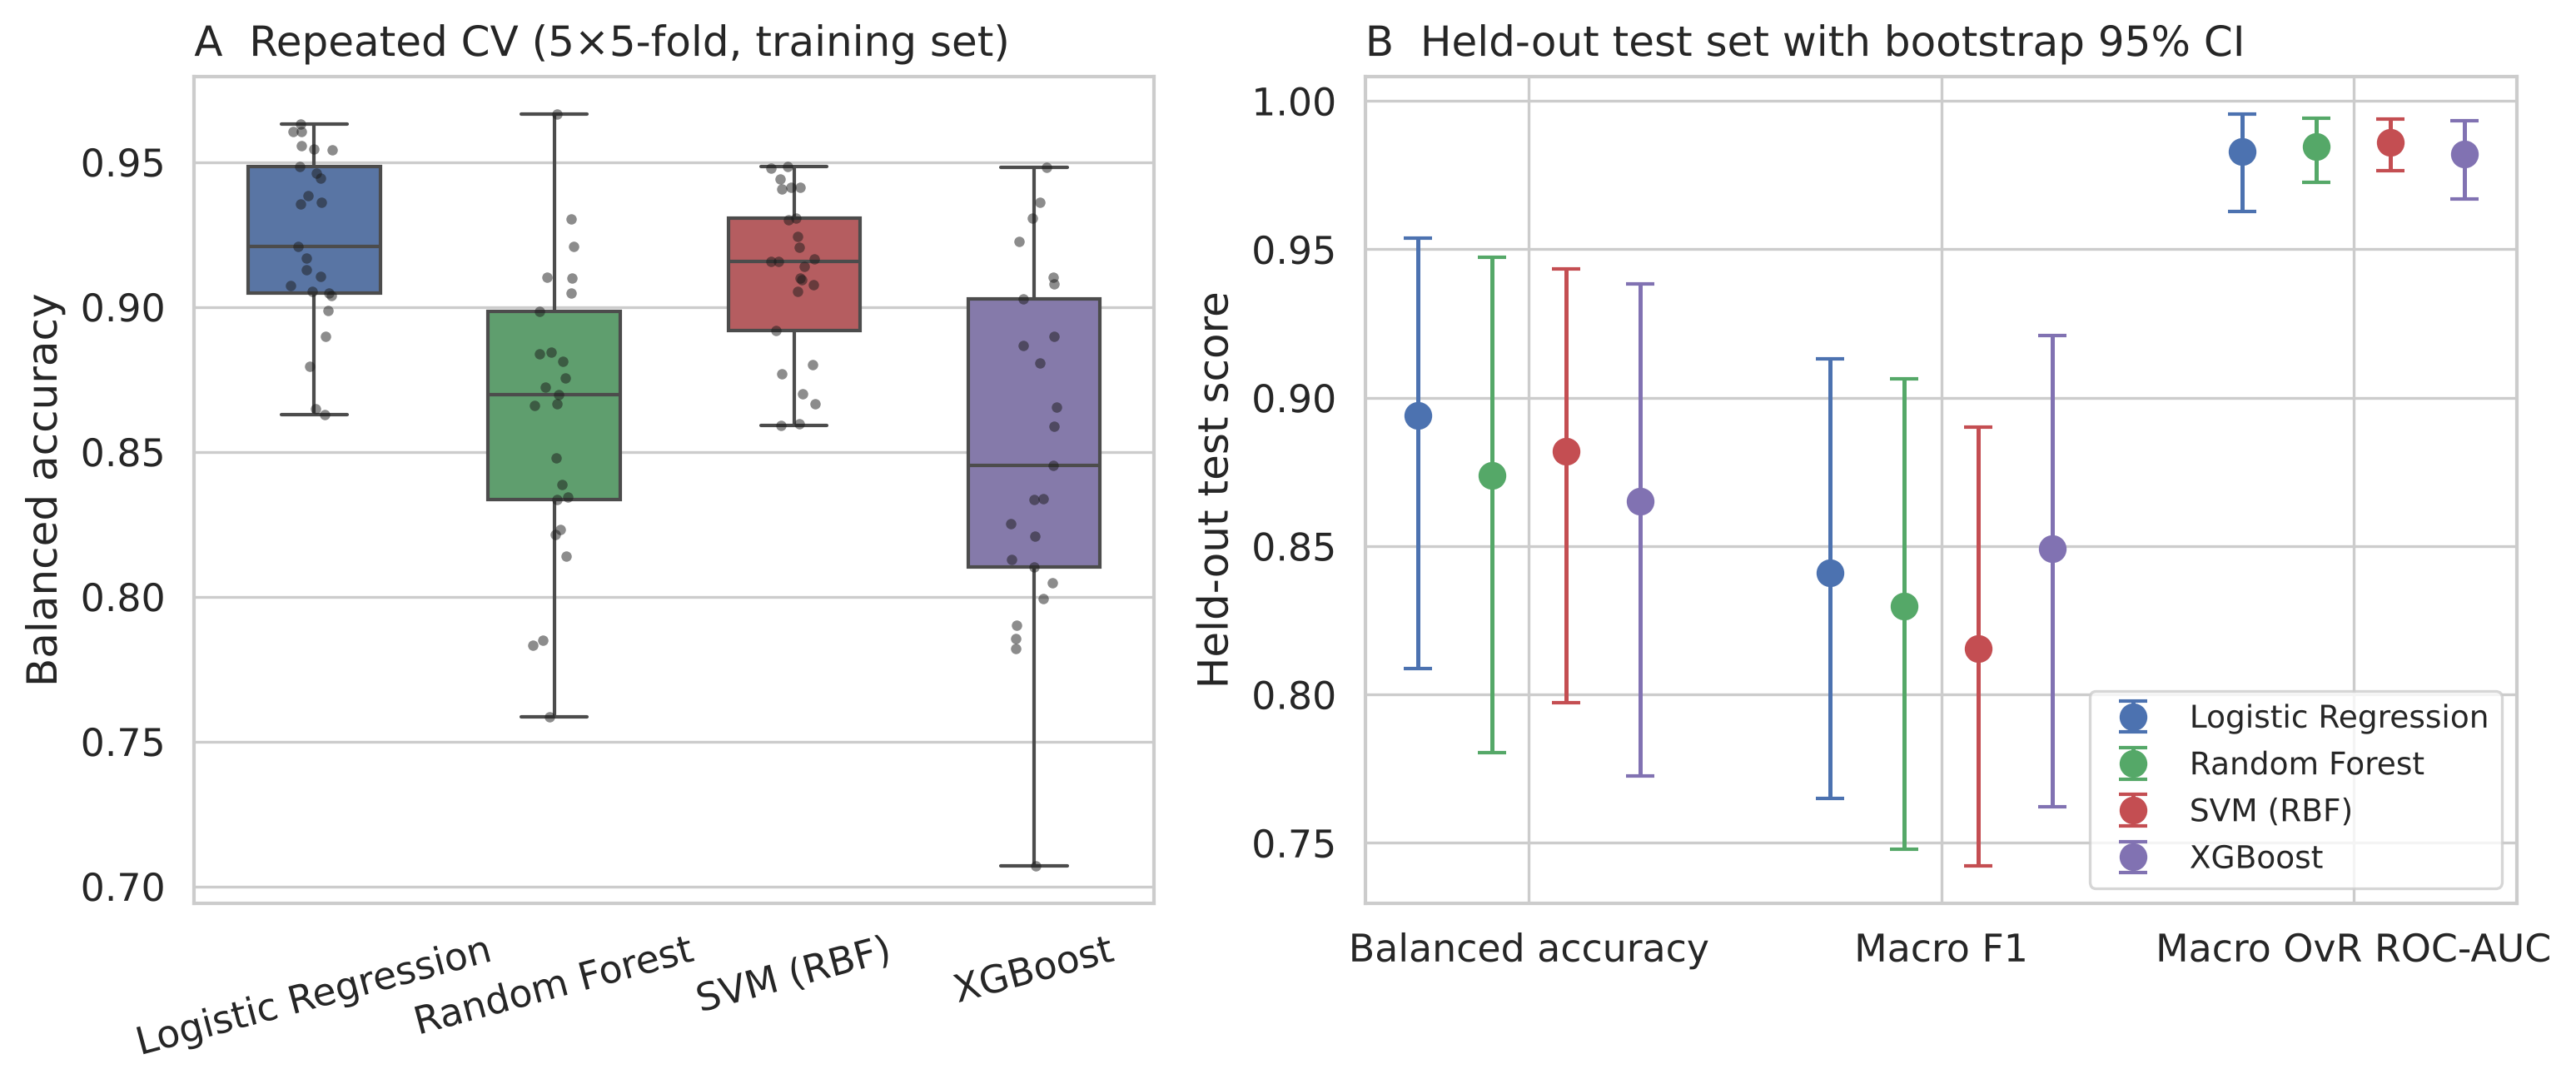 A  Repeated CV (5×5-fold, training set)
Balanced accuracy
0.95
0.90
0.85
0.80
0.75
0.70
Logistic Regression
Random Forest
SVM (RBF)
XGBoost
B  Held-out test set with bootstrap 95% CI
Held-out test score
1.00
0.95
0.90
0.85
0.80
0.75
Balanced accuracy
Macro F1
Macro OvR ROC-AUC
Logistic Regression
Random Forest
SVM (RBF)
XGBoost